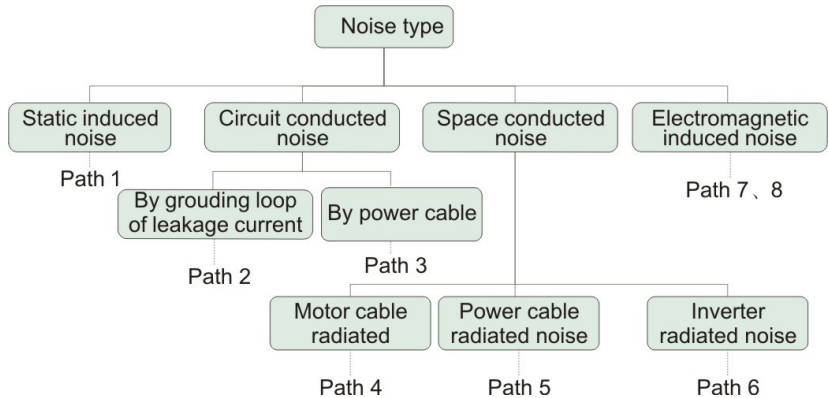 Noise type
Static induced
noise
Circuit conducted
noise
Space conducted
noise
Electromagnetic
induced noise
Path 1
Path 7、8
By grouding loop
of leakage current
By power cable
Path 2
Path 3
Motor cable
radiated
Power cable
radiated noise
Inverter
radiated noise
Path 4
Path 5
Path 6